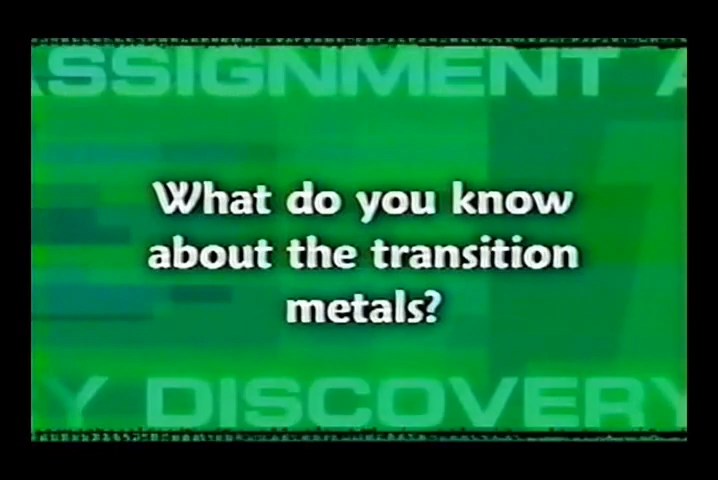 ASSIGNMENT A
What do you know
about the transition
metals?
Y DISCOVERY